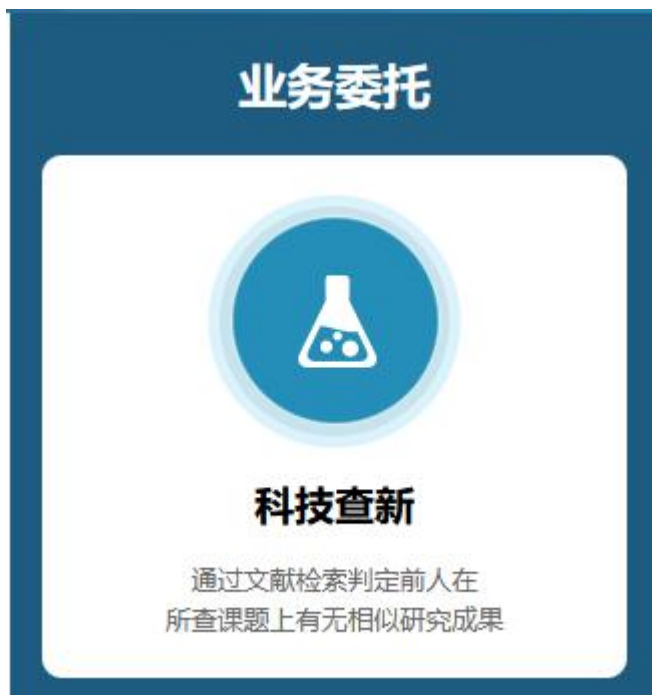 业务委托
科技查新
通过文献检索判定前人在
所查课题上有无相似研究成果